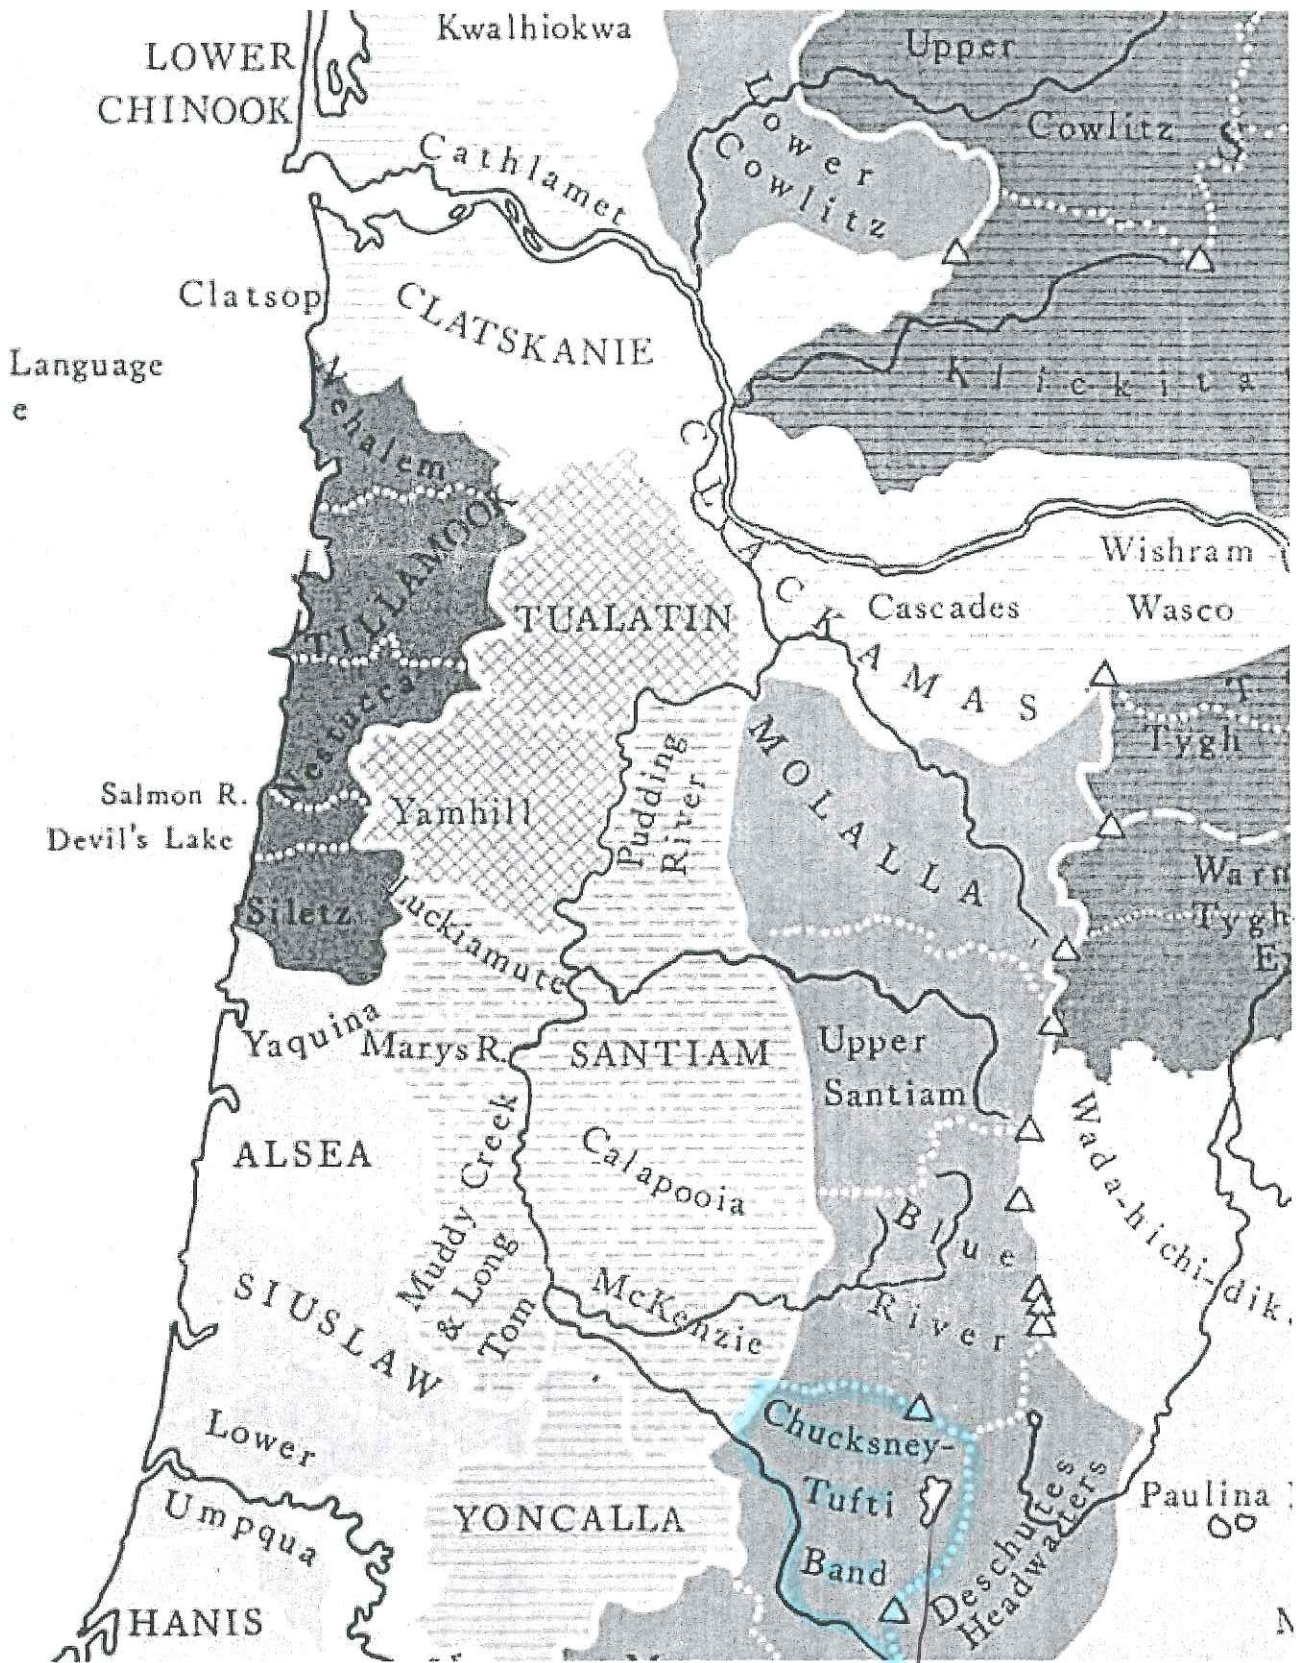 Kwalhiokwa
LOWER
CHINOOK
Upper
Cowlitz
Lower
Cowlitz
Cathlamet
Clatsop
CLATSKANIE
Language
e
Klickita
Nehalem
TILLAMOOK
TUALATIN
CLACKAMAS
Cascades
Wishram
Wasco
Nestucca
Salmon R.
Devil's Lake
Siletz
Yamhill
Pudding
River
MOLALLA
T
Tygh
Warm
Tygh
E
Luckiamute
Yaquina
Marys R.
SANTIAM
Upper
Santiam
ALSEA
Calapooia
Muddy Creek
& Long
Tom
McKenzie
Blue
River
Wada-hichi-dik.
SIUSLAW
Lower
Umpqua
YONCALLA
Chucksney-
Tufti
Band
Deschutes
Headwaters
Paulina
HANIS